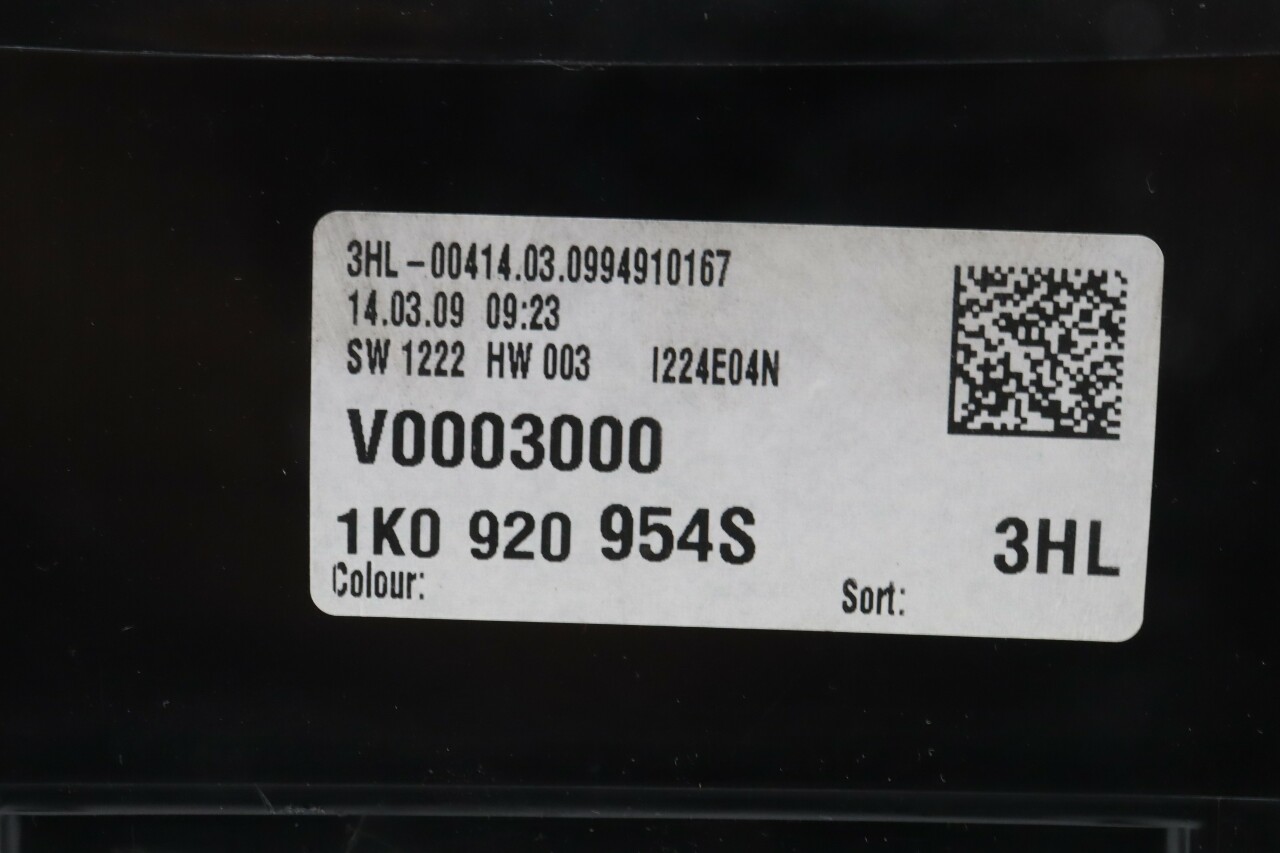 3HL-00414.03.0994910167
14.03.09 09:23
SW 1222 HW 003 I224E04N
V0003000
1K0 920 954S 3HL
Colour: Sort: